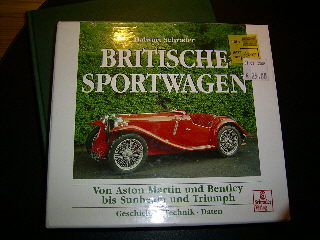 Halwart Schrader
BRITISCHE
SPORTWAGEN
Von Aston Martin und Bentley
bis Sunbeam und Triumph
Geschichte · Technik · Daten